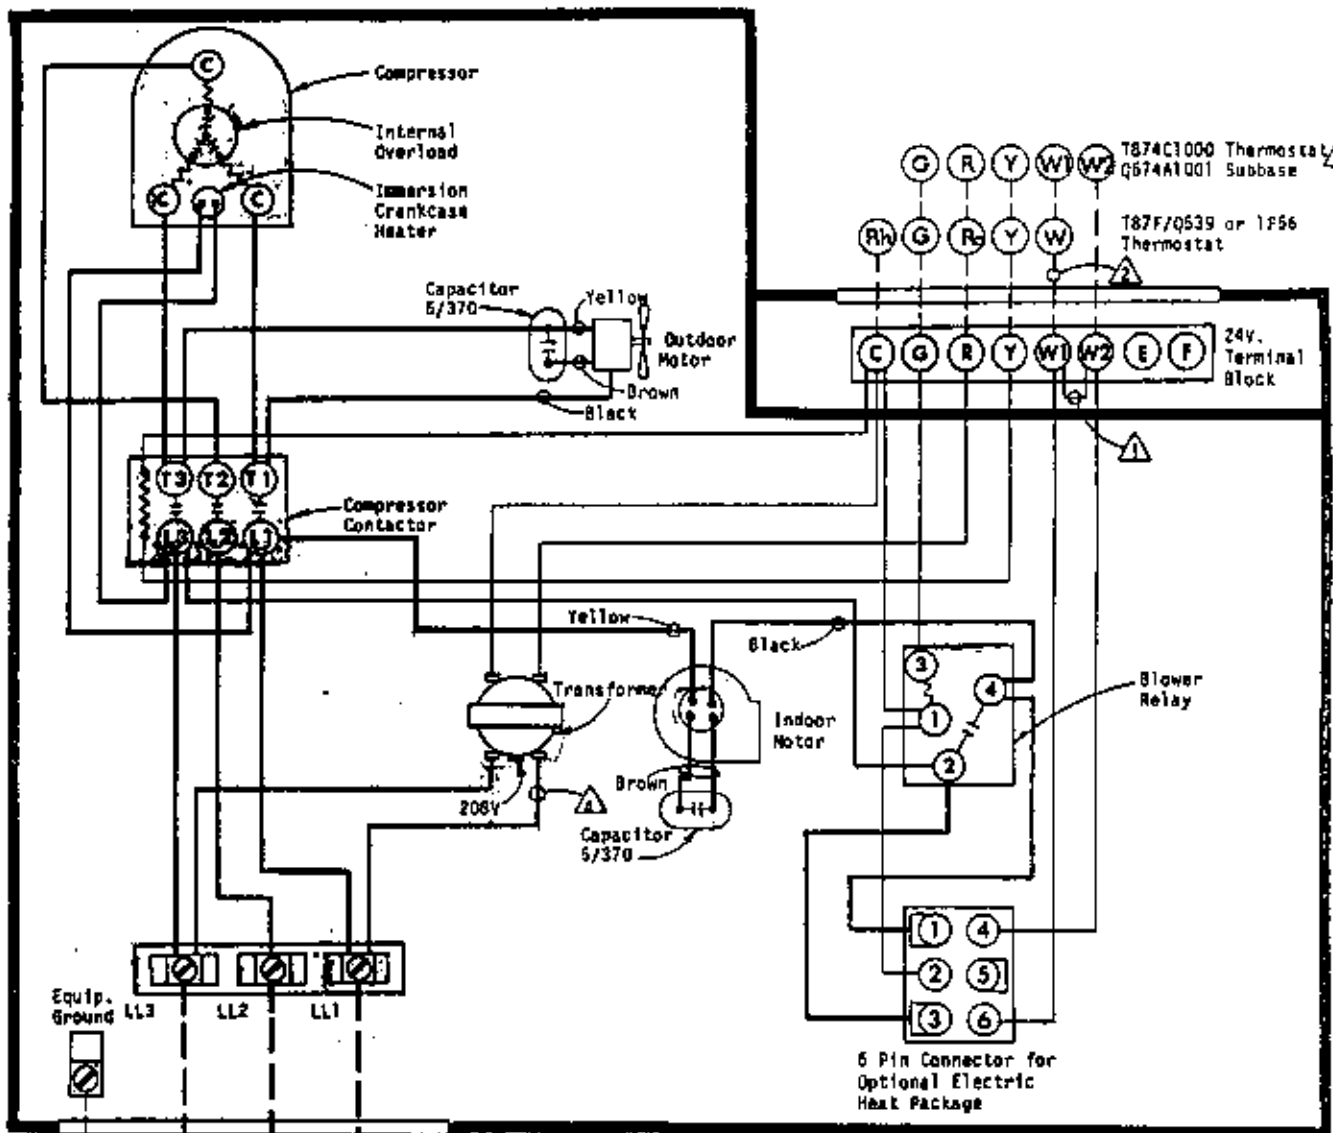 C
Compressor
Internal
Overload
C
C
Immersion
Crankcase
Heater
T874C1000 Thermostat
Q674A1001 Subbase
G R Y W1 W2
T87F/Q539 or 1F56
Thermostat
Rh G Rc Y W
2
Capacitor
5/370
Yellow
Outdoor
Motor
Brown
Black
C G R Y W1 W2 E F
24V.
Terminal
Block
1
T3 T2 T1
L3 L2 L1
Compressor
Contactor
Yellow
Black
Transformer
208V
4
Indoor
Motor
Brown
Capacitor
5/370
3
4
1
2
Blower
Relay
1 4
2 5
3 6
6 Pin Connector for
Optional Electric
Heat Package
Equip.
Ground
LL3 LL2 LL1